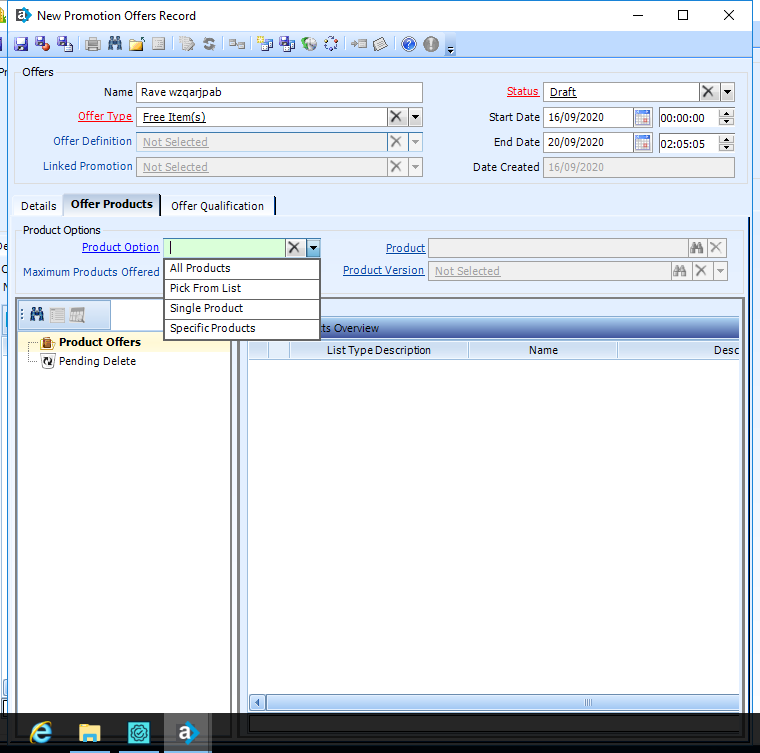 New Promotion Offers Record
Offers
Name Rave wzqarjpab Status Draft
Offer Type Free Item(s) Start Date 16/09/2020 00:00:00
Offer Definition Not Selected End Date 20/09/2020 02:05:05
Linked Promotion Not Selected Date Created 16/09/2020
Details Offer Products Offer Qualification
Product Options
Product Option Product
Maximum Products Offered Product Version Not Selected
All Products
Pick From List
Single Product
Specific Products
ts Overview
Product Offers
Pending Delete
List Type Description Name Desc